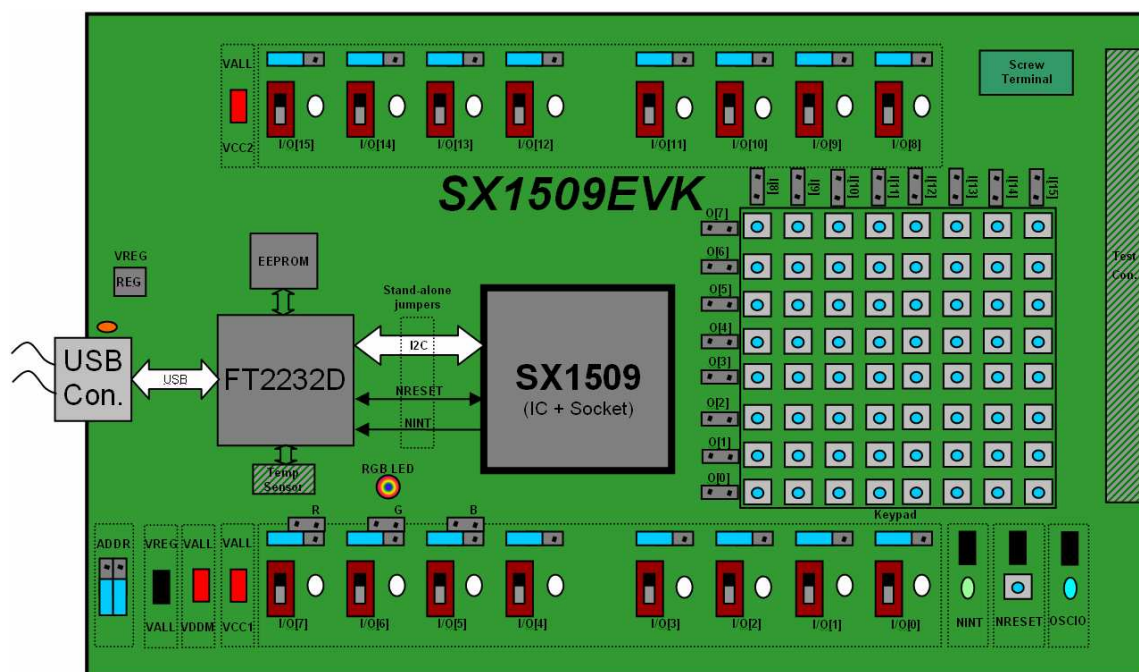 VALL
VCC2
I/O[15] I/O[14] I/O[13] I/O[12] I/O[11] I/O[10] I/O[9] I/O[8]
Screw
Terminal
SX1509EVK
I[8] I[9] I[10] I[11] I[12] I[13] I[14] I[15]
O[7]
O[6]
O[5]
O[4]
O[3]
O[2]
O[1]
O[0]
Keypad
Test
Con.
VREG
REG
EEPROM
Stand-alone
jumpers
USB
Con.
USB
FT2232D
I2C
NRESET
NINT
SX1509
(IC + Socket)
Temp
Sensor
RGB LED
R G B
ADDR VREG VALL VALL
VALL VDDM VCC1
I/O[7] I/O[6] I/O[5] I/O[4] I/O[3] I/O[2] I/O[1] I/O[0]
NINT NRESET OSCIO